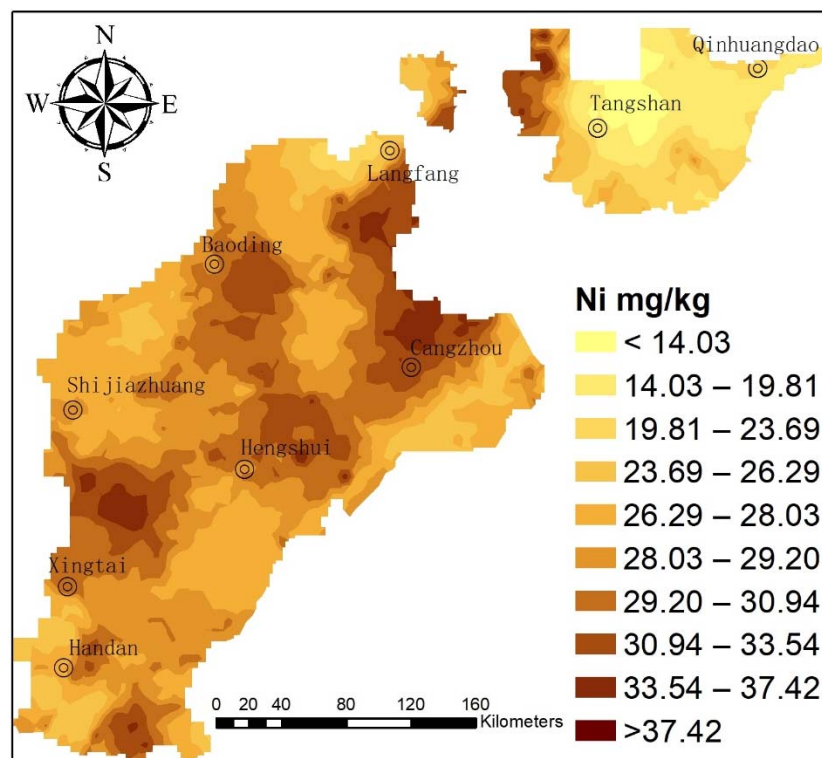 N
W E
S
Qinhuangdao
Tangshan
Langfang
Baoding
Cangzhou
Shijiazhuang
Hengshui
Xingtai
Handan
Ni mg/kg
< 14.03
14.03 – 19.81
19.81 – 23.69
23.69 – 26.29
26.29 – 28.03
28.03 – 29.20
29.20 – 30.94
30.94 – 33.54
33.54 – 37.42
>37.42
0 20 40 80 120 160
Kilometers